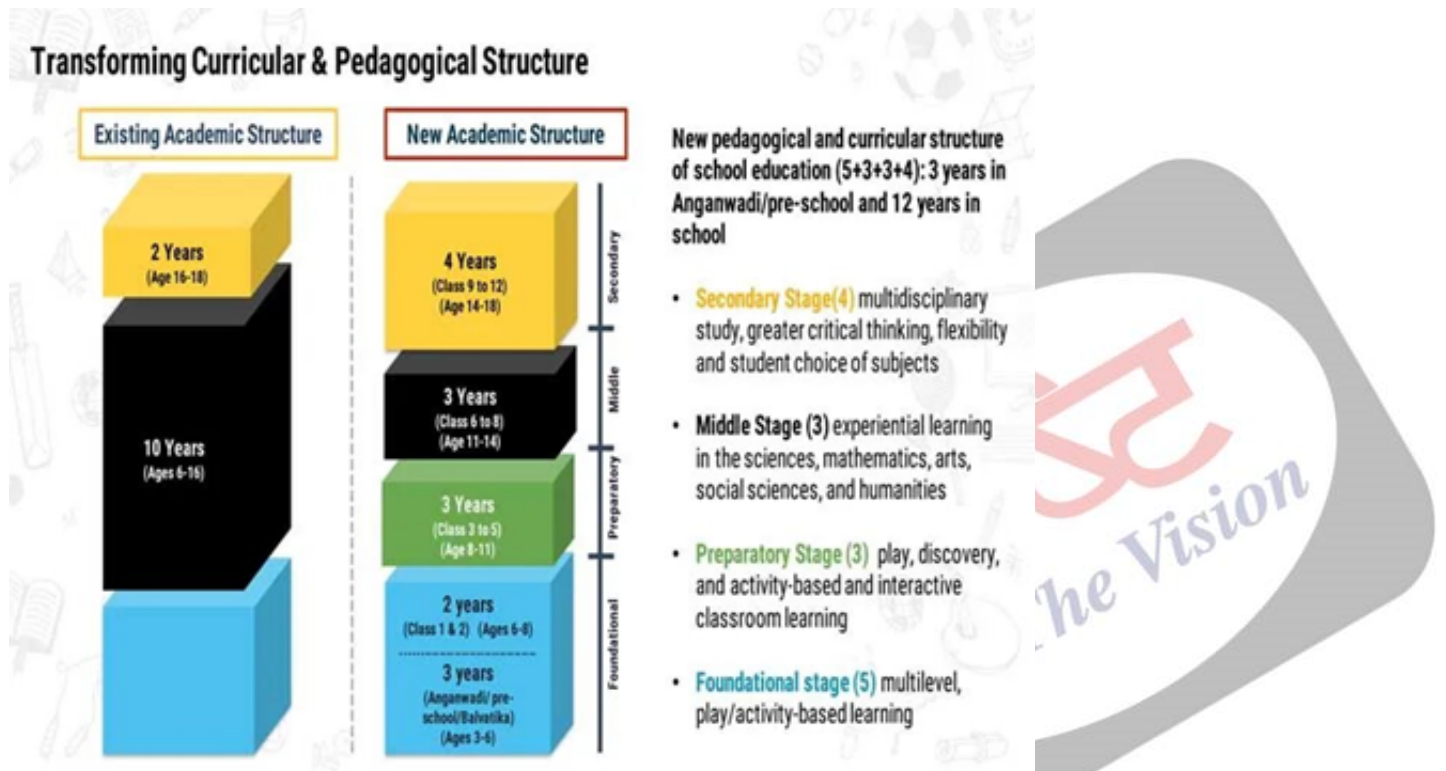 Transforming Curricular & Pedagogical Structure
Existing Academic Structure
2 Years
(Age 16-18)
10 Years
(Ages 6-16)
New Academic Structure
4 Years
(Class 9 to 12)
(Age 14-18)
3 Years
(Class 6 to 8)
(Age 11-14)
3 Years
(Class 3 to 5)
(Age 8-11)
2 years
(Class 1 & 2) (Ages 6-8)
3 years
(Anganwadi/ pre-
school/Balvatika)
(Ages 3-6)
Secondary
Middle
Preparatory
Foundational
New pedagogical and curricular structure
of school education (5+3+3+4): 3 years in
Anganwadi/pre-school and 12 years in
school
• Secondary Stage(4) multidisciplinary
study, greater critical thinking, flexibility
and student choice of subjects
• Middle Stage (3) experiential learning
in the sciences, mathematics, arts,
social sciences, and humanities
• Preparatory Stage (3) play, discovery,
and activity-based and interactive
classroom learning
• Foundational stage (5) multilevel,
play/activity-based learning
The Vision